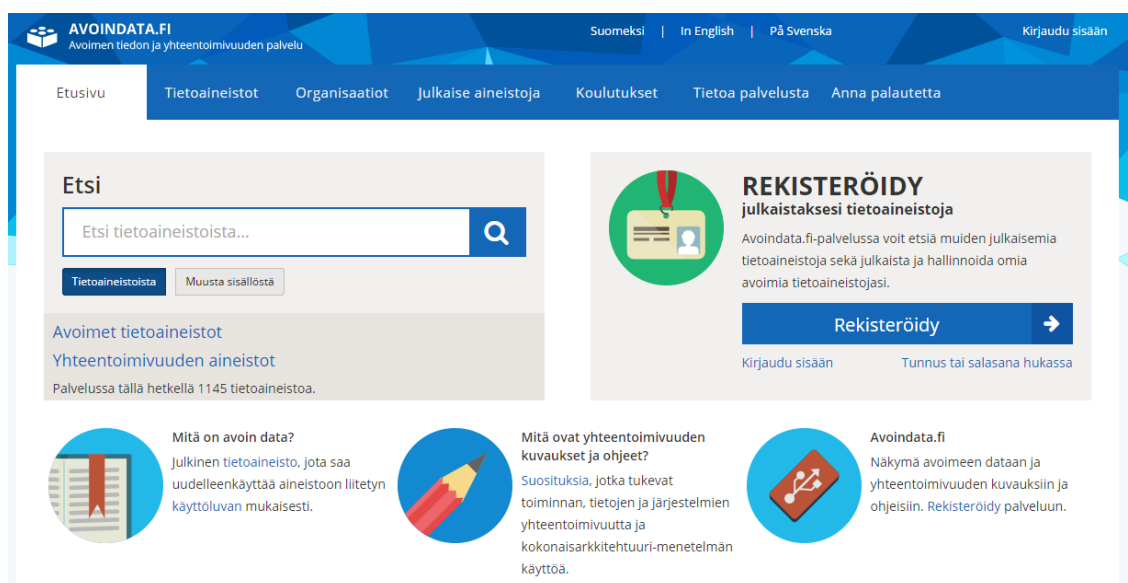 AVOINDATA.FI
Avoimen tiedon ja yhteentoimivuuden palvelu
Suomeksi | In English | På Svenska
Kirjaudu sisään
Etusivu Tietoaineistot Organisaatiot Julkaise aineistoja Koulutukset Tietoa palvelusta Anna palautetta
Etsi
Etsi tietoaineistoista...
Tietoaineistoista Muusta sisällöstä
Avoimet tietoaineistot
Yhteentoimivuuden aineistot
Palvelussa tällä hetkellä 1145 tietoaineistoa.
REKISTERÖIDY
julkaistaksesi tietoaineistoja
Avoindata.fi-palvelussa voit etsiä muiden julkaisemia
tietoaineistoja sekä julkaista ja hallinnoida omia
avoimia tietoaineistojasi.
Rekisteröidy
Kirjaudu sisään Tunnus tai salasana hukassa
Mitä on avoin data?
Julkinen tietoaineisto, jota saa
uudelleenkäyttää aineistoon liitetyn
käyttöluvan mukaisesti.
Mitä ovat yhteentoimivuuden
kuvaukset ja ohjeet?
Suosituksia, jotka tukevat
toiminnan, tietojen ja järjestelmien
yhteentoimivuutta ja
kokonaisarkkitehtuuri-menetelmän
käyttöä.
Avoindata.fi
Näkymä avoimeen dataan ja
yhteentoimivuuden kuvauksiin ja
ohjeisiin. Rekisteröidy palveluun.